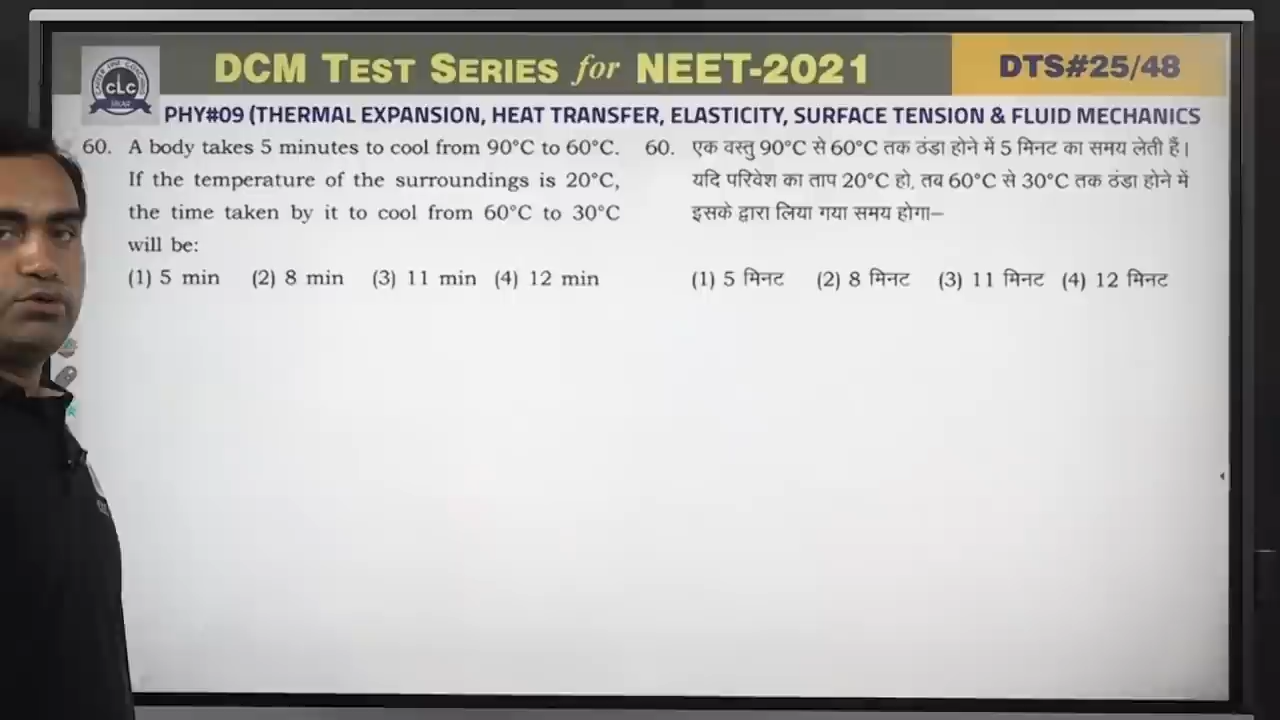 DCM TEST SERIES for NEET-2021
DTS#25/48
CLC
SIKAR
PHY#09 (THERMAL EXPANSION, HEAT TRANSFER, ELASTICITY, SURFACE TENSION & FLUID MECHANICS
60. A body takes 5 minutes to cool from 90°C to 60°C.
If the temperature of the surroundings is 20°C,
the time taken by it to cool from 60°C to 30°C
will be:
(1) 5 min (2) 8 min (3) 11 min (4) 12 min
60. एक वस्तु 90°C से 60°C तक ठंडा होने में 5 मिनट का समय लेती हैं।
यदि परिवेश का ताप 20°C हो, तब 60°C से 30°C तक ठंडा होने में
इसके द्वारा लिया गया समय होगा–
(1) 5 मिनट (2) 8 मिनट (3) 11 मिनट (4) 12 मिनट